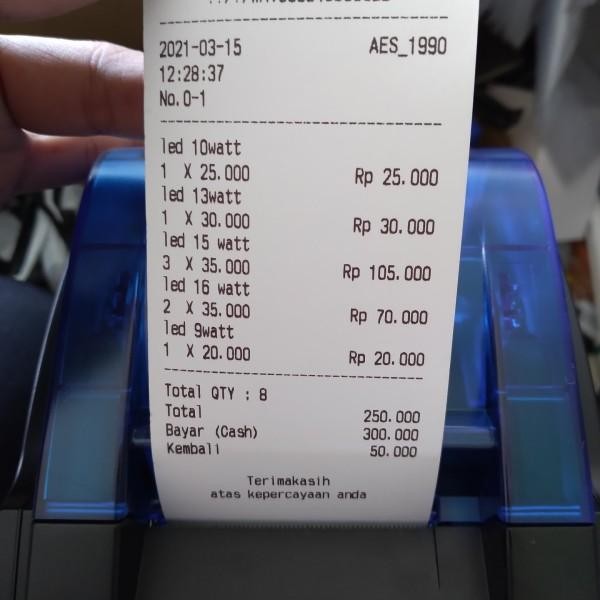 2021-03-15 AES_1990
12:28:37
No.0-1
led 10watt
1 X 25.000 Rp 25.000
led 13watt
1 X 30.000 Rp 30.000
led 15 watt
3 X 35.000 Rp 105.000
led 16 watt
2 X 35.000 Rp 70.000
led 9watt
1 X 20.000 Rp 20.000
Total QTY : 8
Total 250.000
Bayar (Cash) 300.000
Kembali 50.000
Terimakasih
atas kepercayaan anda